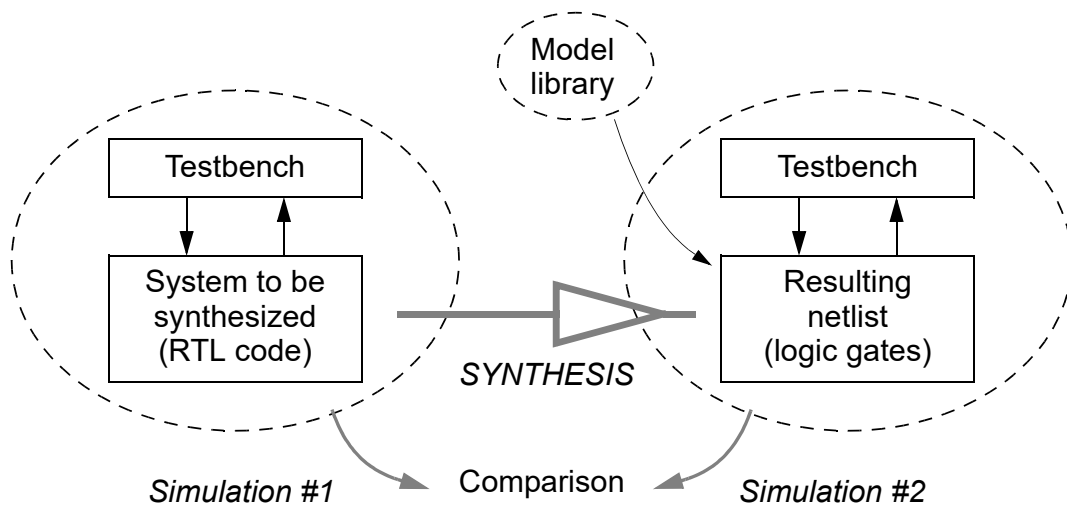 Model
library
Testbench
System to be
synthesized
(RTL code)
SYNTHESIS
Testbench
Resulting
netlist
(logic gates)
Simulation #1
Comparison
Simulation #2